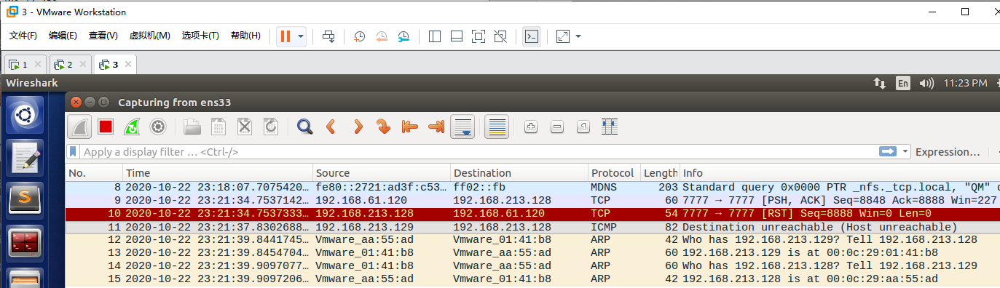 3 - VMware Workstation
文件(F) 编辑(E) 查看(V) 虚拟机(M) 选项卡(T) 帮助(H)
1 2 3
Wireshark En 11:23 PM
Capturing from ens33
Apply a display filter … <Ctrl-/> Expression…
No. Time Source Destination Protocol Length Info
8 2020-10-22 23:18:07.7075420… fe80::2721:ad3f:c53… ff02::fb MDNS 203 Standard query 0x0000 PTR _nfs._tcp.local, "QM"
9 2020-10-22 23:21:34.7537142… 192.168.61.120 192.168.213.128 TCP 60 7777 → 7777 [PSH, ACK] Seq=8848 Ack=8888 Win=227
10 2020-10-22 23:21:34.7537333… 192.168.213.128 192.168.61.120 TCP 54 7777 → 7777 [RST] Seq=8888 Win=0 Len=0
11 2020-10-22 23:21:37.8302688… 192.168.213.129 192.168.213.128 ICMP 82 Destination unreachable (Host unreachable)
12 2020-10-22 23:21:39.8441745… Vmware_aa:55:ad Vmware_01:41:b8 ARP 42 Who has 192.168.213.129? Tell 192.168.213.128
13 2020-10-22 23:21:39.8454704… Vmware_01:41:b8 Vmware_aa:55:ad ARP 60 192.168.213.129 is at 00:0c:29:01:41:b8
14 2020-10-22 23:21:39.9097077… Vmware_01:41:b8 Vmware_aa:55:ad ARP 60 Who has 192.168.213.128? Tell 192.168.213.129
15 2020-10-22 23:21:39.9097206… Vmware_aa:55:ad Vmware_01:41:b8 ARP 42 192.168.213.128 is at 00:0c:29:aa:55:ad